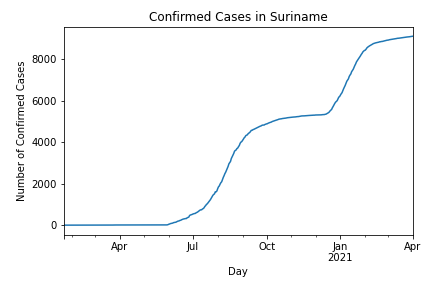 Confirmed Cases in Suriname
Number of Confirmed Cases
8000
6000
4000
2000
0
Apr Jul Oct Jan Apr
2021
Day